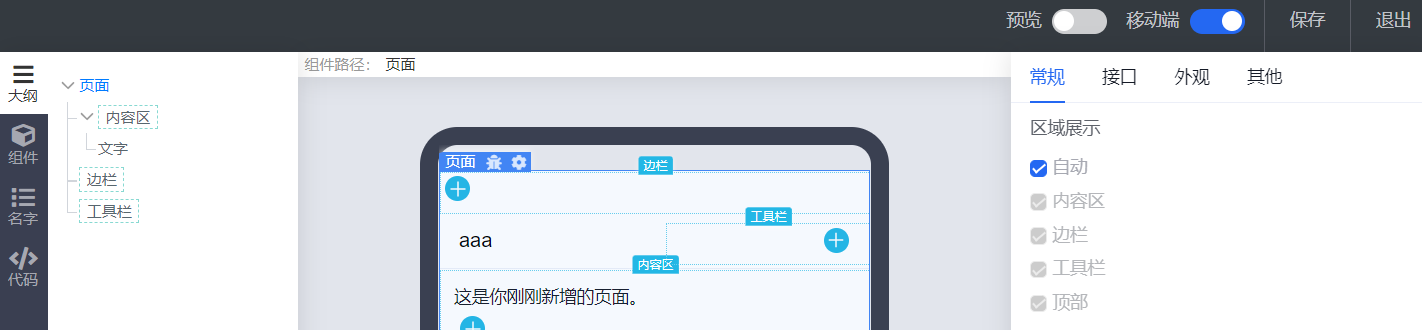 预览 移动端 保存 退出
大纲
组件
名字
代码
页面
内容区
文字
边栏
工具栏
组件路径： 页面
页面
边栏
工具栏
aaa
内容区
这是你刚刚新增的页面。
常规 接口 外观 其他
区域展示
自动
内容区
边栏
工具栏
顶部